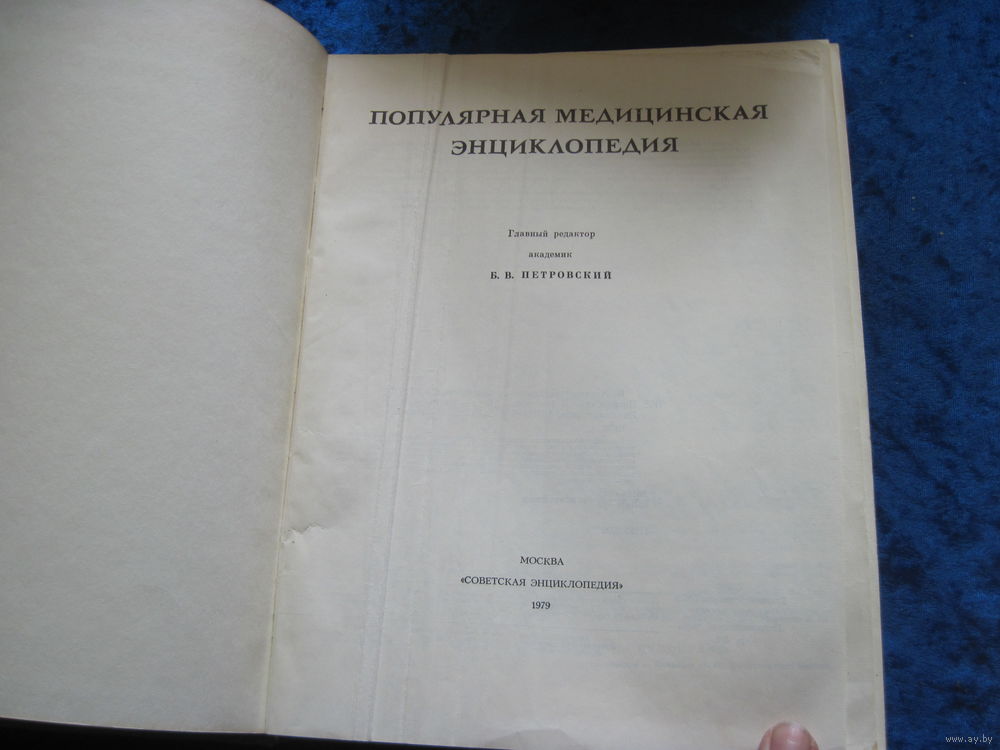 ПОПУЛЯРНАЯ МЕДИЦИНСКАЯ
ЭНЦИКЛОПЕДИЯ
Главный редактор
академик
Б. В. ПЕТРОВСКИЙ
МОСКВА
«СОВЕТСКАЯ ЭНЦИКЛОПЕДИЯ»
1979
www.ay.by